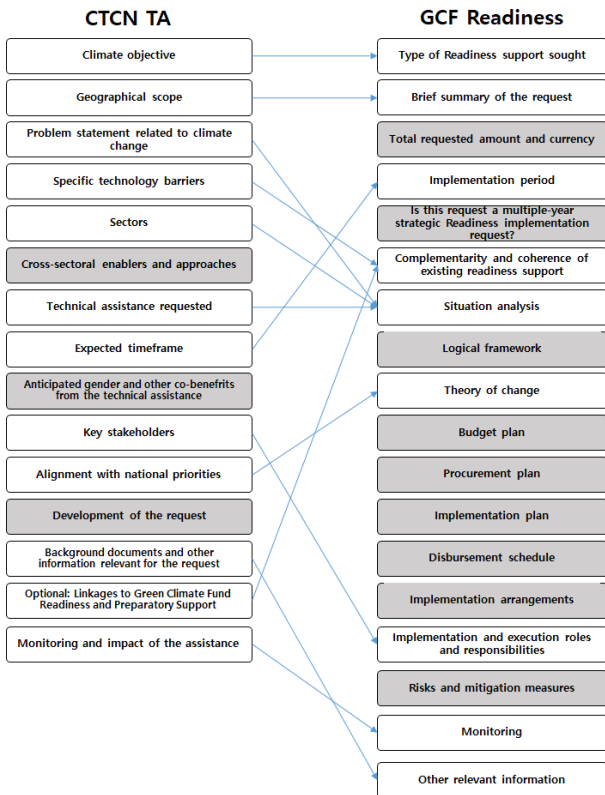 CTCN TA
Climate objective
Geographical scope
Problem statement related to climate
change
Specific technology barriers
Sectors
Cross-sectoral enablers and approaches
Technical assistance requested
Expected timeframe
Anticipated gender and other co-benefrits
from the technical assistance
Key stakeholders
Alignment with national priorities
Development of the request
Background documents and other
information relevant for the request
Optional: Linkages to Green Climate Fund
Readiness and Preparatory Support
Monitoring and impact of the assistance
GCF Readiness
Type of Readiness support sought
Brief summary of the request
Total requested amount and currency
Implementation period
Is this request a multiple-year
strategic Readiness implementation
request?
Complementarity and coherence of
existing readiness support
Situation analysis
Logical framework
Theory of change
Budget plan
Procurement plan
Implementation plan
Disbursement schedule
Implementation arrangements
Implementation and execution roles
and responsibilities
Risks and mitigation measures
Monitoring
Other relevant information